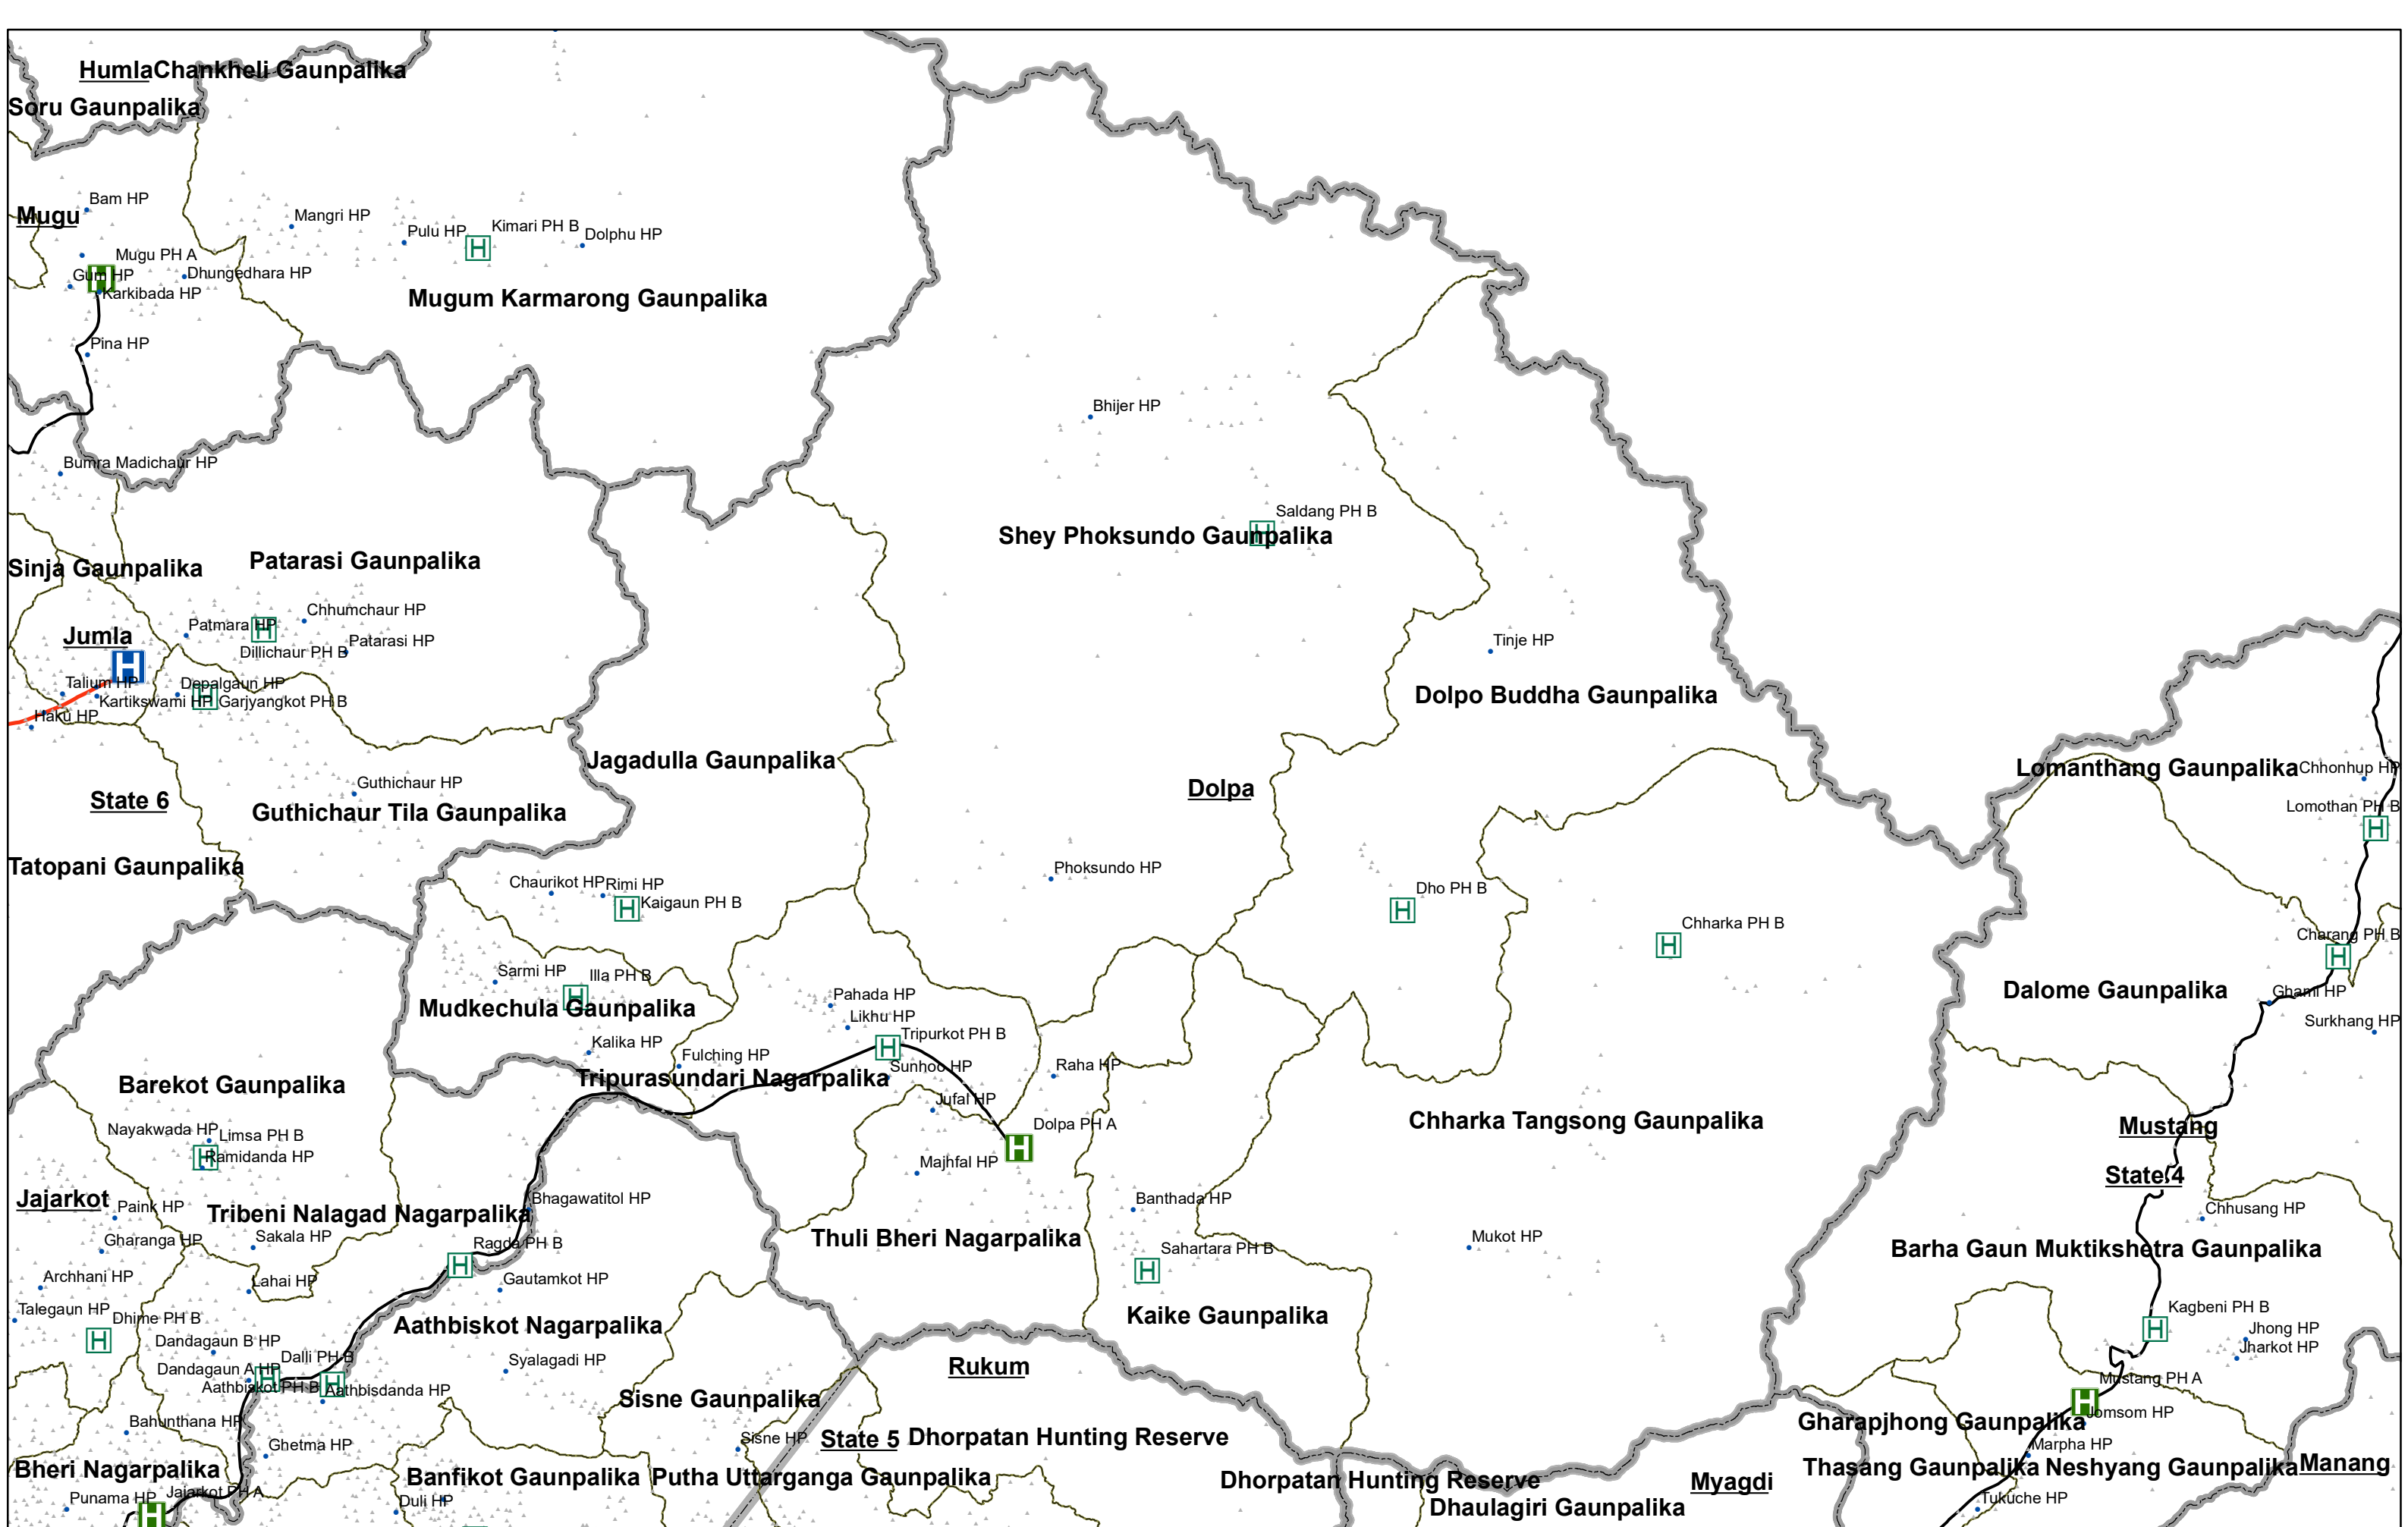 HumlaChankheli Gaunpalika
Soru Gaunpalika
Bam HP
Mugu
Mangri HP
Pulu HP
Kimari PH B
Dolphu HP
Mugu PH A
Gum HP
Dhungedhara HP
Karkibada HP
Mugum Karmarong Gaunpalika
Pina HP
Bhijer HP
Bumra Madichaur HP
Saldang PH B
Shey Phoksundo Gaunpalika
Sinja Gaunpalika
Patarasi Gaunpalika
Chhumchaur HP
Patmara HP
Jumla
Patarasi HP
Dillichaur PH B
Tinje HP
Talium HP
Depalgaun HP
Kartikswami HP
Garjyangkot PH B
Haku HP
Dolpo Buddha Gaunpalika
Jagadulla Gaunpalika
Lomanthang Gaunpalika
Chhonhup HP
Guthichaur HP
Dolpa
State 6
Guthichaur Tila Gaunpalika
Lomothan PH B
Tatopani Gaunpalika
Phoksundo HP
Chaurikot HP
Rimi HP
Kaigaun PH B
Dho PH B
Chharka PH B
Charang PH B
Sarmi HP
Illa PH B
Mudkechula Gaunpalika
Pahada HP
Likhu HP
Dalome Gaunpalika
Ghami HP
Surkhang HP
Tripurkot PH B
Kalika HP
Fulching HP
Sunhoo HP
Raha HP
Tripurasundari Nagarpalika
Barekot Gaunpalika
Jufal HP
Dolpa PH A
Chharka Tangsong Gaunpalika
Mustang
Nayakwada HP
Limsa PH B
Ramidanda HP
Majhfal HP
State 4
Jajarkot
Paink HP
Bhagawatitol HP
Banthada HP
Tribeni Nalagad Nagarpalika
Chhusang HP
Gharanga HP
Sakala HP
Ragda PH B
Thuli Bheri Nagarpalika
Sahartara PH B
Mukot HP
Barha Gaun Muktikshetra Gaunpalika
Archhani HP
Lahai HP
Gautamkot HP
Talegaun HP
Dhime PH B
Aathbiskot Nagarpalika
Kaike Gaunpalika
Kagbeni PH B
Jhong HP
Jharkot HP
Dandagaun B HP
Dalli PH B
Dandagaun A HP
Syalagadi HP
Rukum
Aathbiskot PH B
Aathbisdanda HP
Mustang PH A
Sisne Gaunpalika
Jomsom HP
Bahunthana HP
Gharapjhong Gaunpalika
Sisne HP
State 5
Dhorpatan Hunting Reserve
Ghetma HP
Marpha HP
Bheri Nagarpalika
Banfikot Gaunpalika
Putha Uttarganga Gaunpalika
Dhorpatan Hunting Reserve
Myagdi
Thasang Gaunpalika
Neshyang Gaunpalika
Manang
Punama HP
Jajarkot PH A
Duli HP
Dhaulagiri Gaunpalika
Tukuche HP